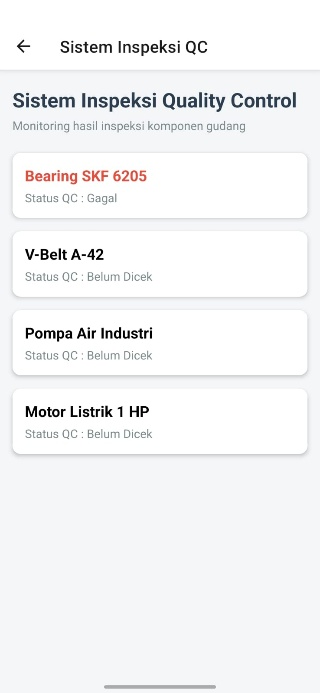 Sistem Inspeksi QC
Sistem Inspeksi Quality Control
Monitoring hasil inspeksi komponen gudang
Bearing SKF 6205
Status QC : Gagal
V-Belt A-42
Status QC : Belum Dicek
Pompa Air Industri
Status QC : Belum Dicek
Motor Listrik 1 HP
Status QC : Belum Dicek